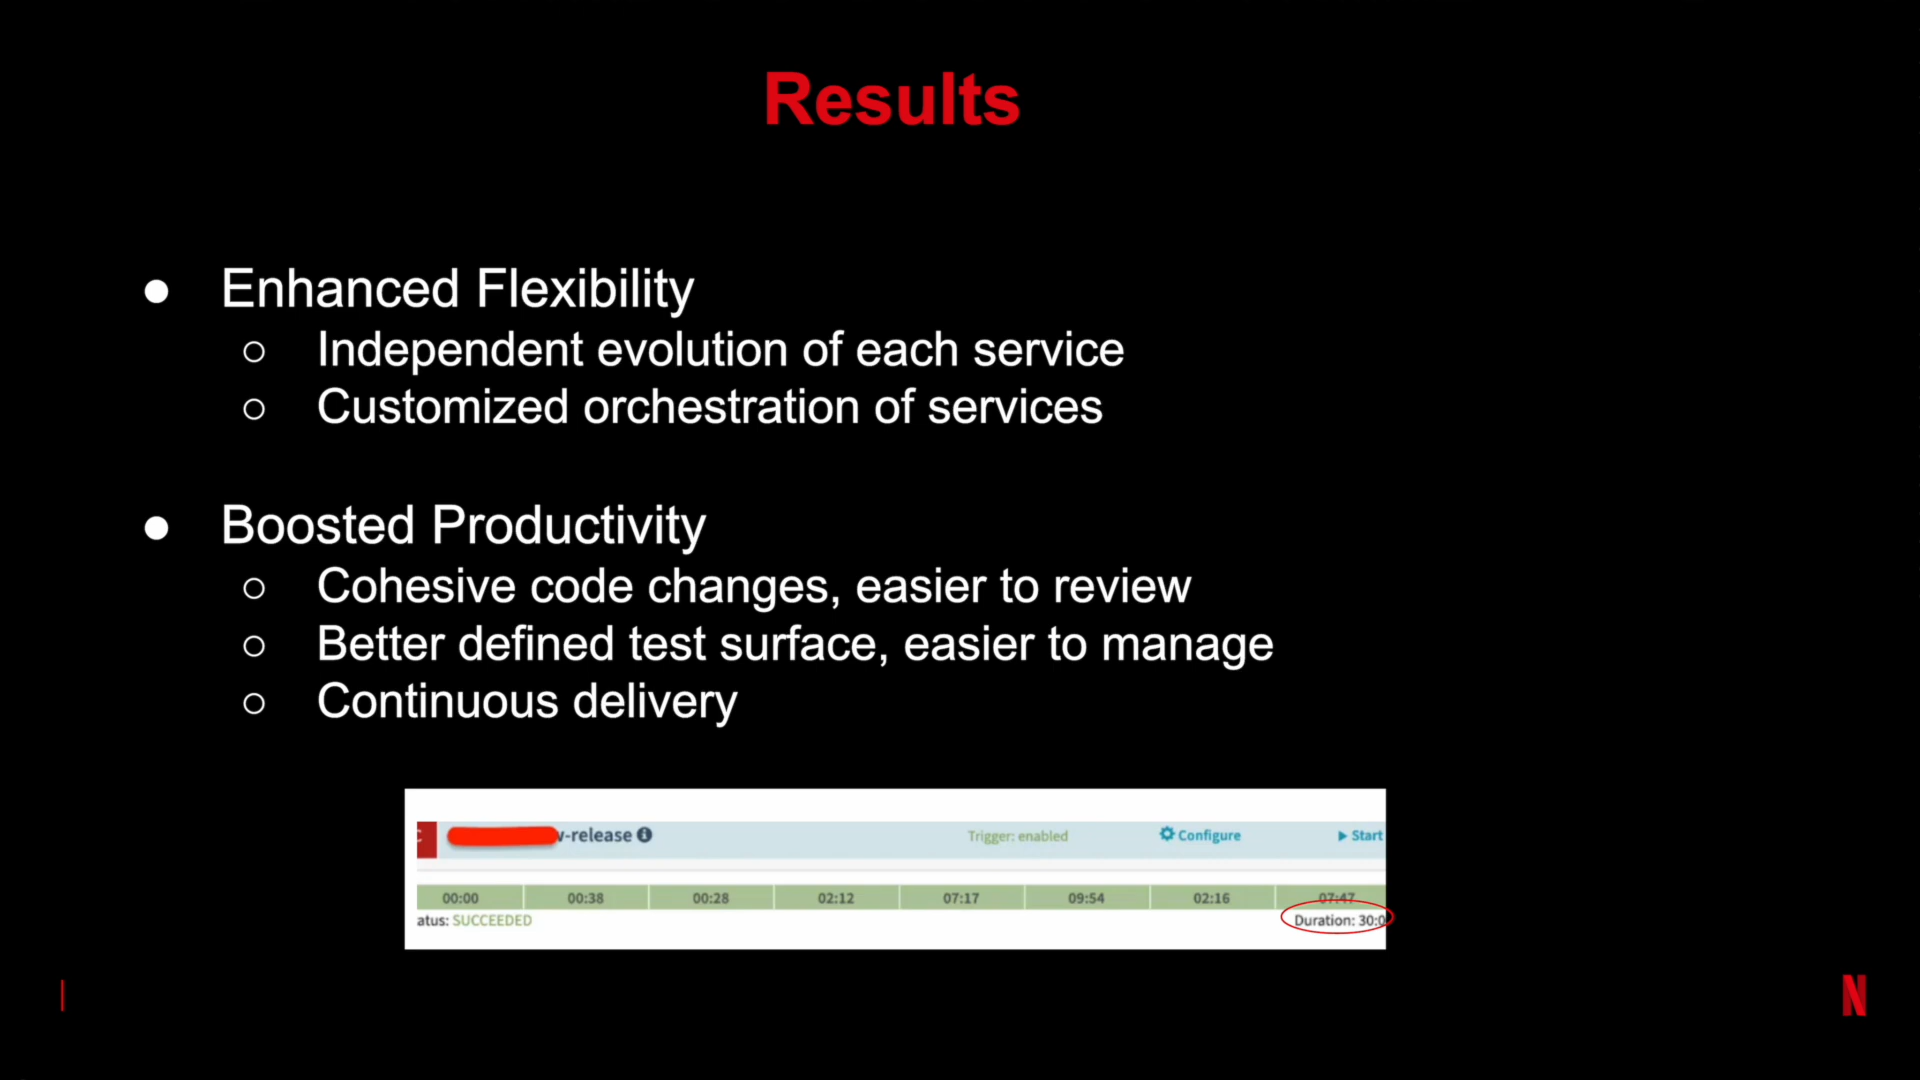 Results
● Enhanced Flexibility
○ Independent evolution of each service
○ Customized orchestration of services
● Boosted Productivity
○ Cohesive code changes, easier to review
○ Better defined test surface, easier to manage
○ Continuous delivery
-release Trigger: enabled Configure Start
00:00 00:38 00:28 02:12 07:17 09:54 02:16 07:47
atus: SUCCEEDED Duration: 30:0
N